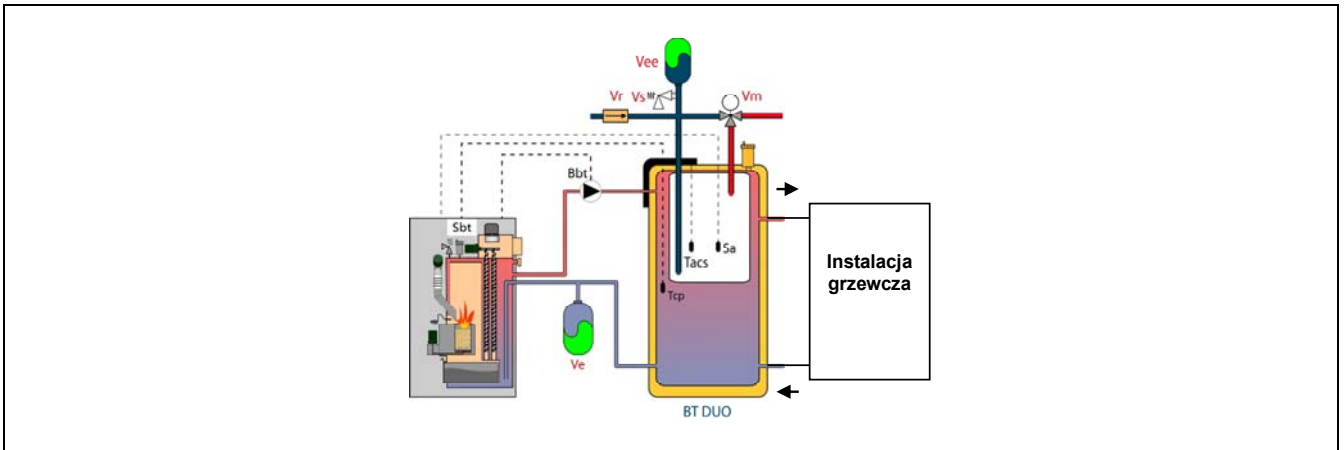 Vee
Vr
Vs
Vm
Bbt
Sbt
Tacs
Sa
Tcp
Instalacja
grzewcza
Ve
BT DUO